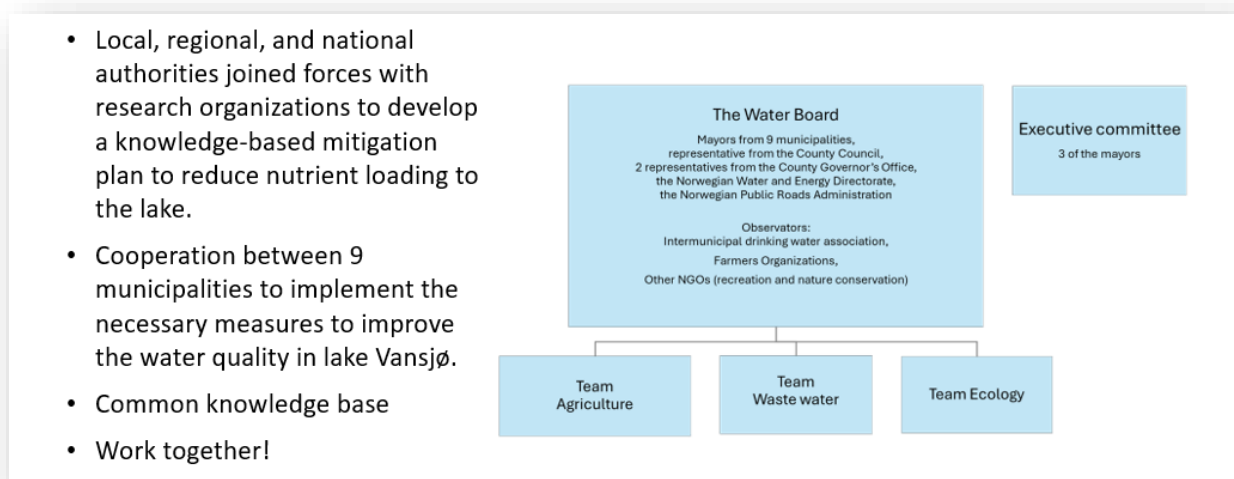 • Local, regional, and national
authorities joined forces with
research organizations to develop
a knowledge-based mitigation
plan to reduce nutrient loading to
the lake.
• Cooperation between 9
municipalities to implement the
necessary measures to improve
the water quality in lake Vansjø.
• Common knowledge base
• Work together!
The Water Board
Mayors from 9 municipalities,
representative from the County Council,
2 representatives from the County Governor's Office,
the Norwegian Water and Energy Directorate,
the Norwegian Public Roads Administration
Observators:
Intermunicipal drinking water association,
Farmers Organizations,
Other NGOs (recreation and nature conservation)
Executive committee
3 of the mayors
Team
Agriculture
Team
Waste water
Team Ecology